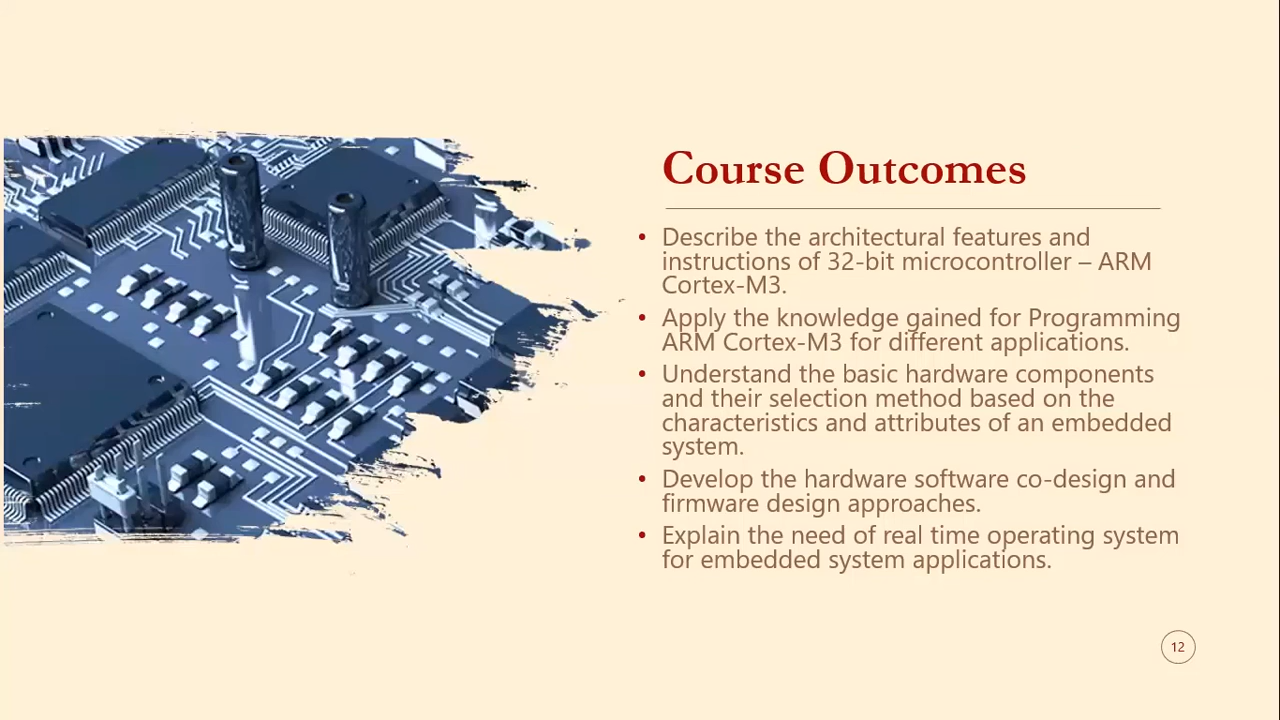 Course Outcomes
• Describe the architectural features and
instructions of 32-bit microcontroller – ARM
Cortex-M3.
• Apply the knowledge gained for Programming
ARM Cortex-M3 for different applications.
• Understand the basic hardware components
and their selection method based on the
characteristics and attributes of an embedded
system.
• Develop the hardware software co-design and
firmware design approaches.
• Explain the need of real time operating system
for embedded system applications.
12